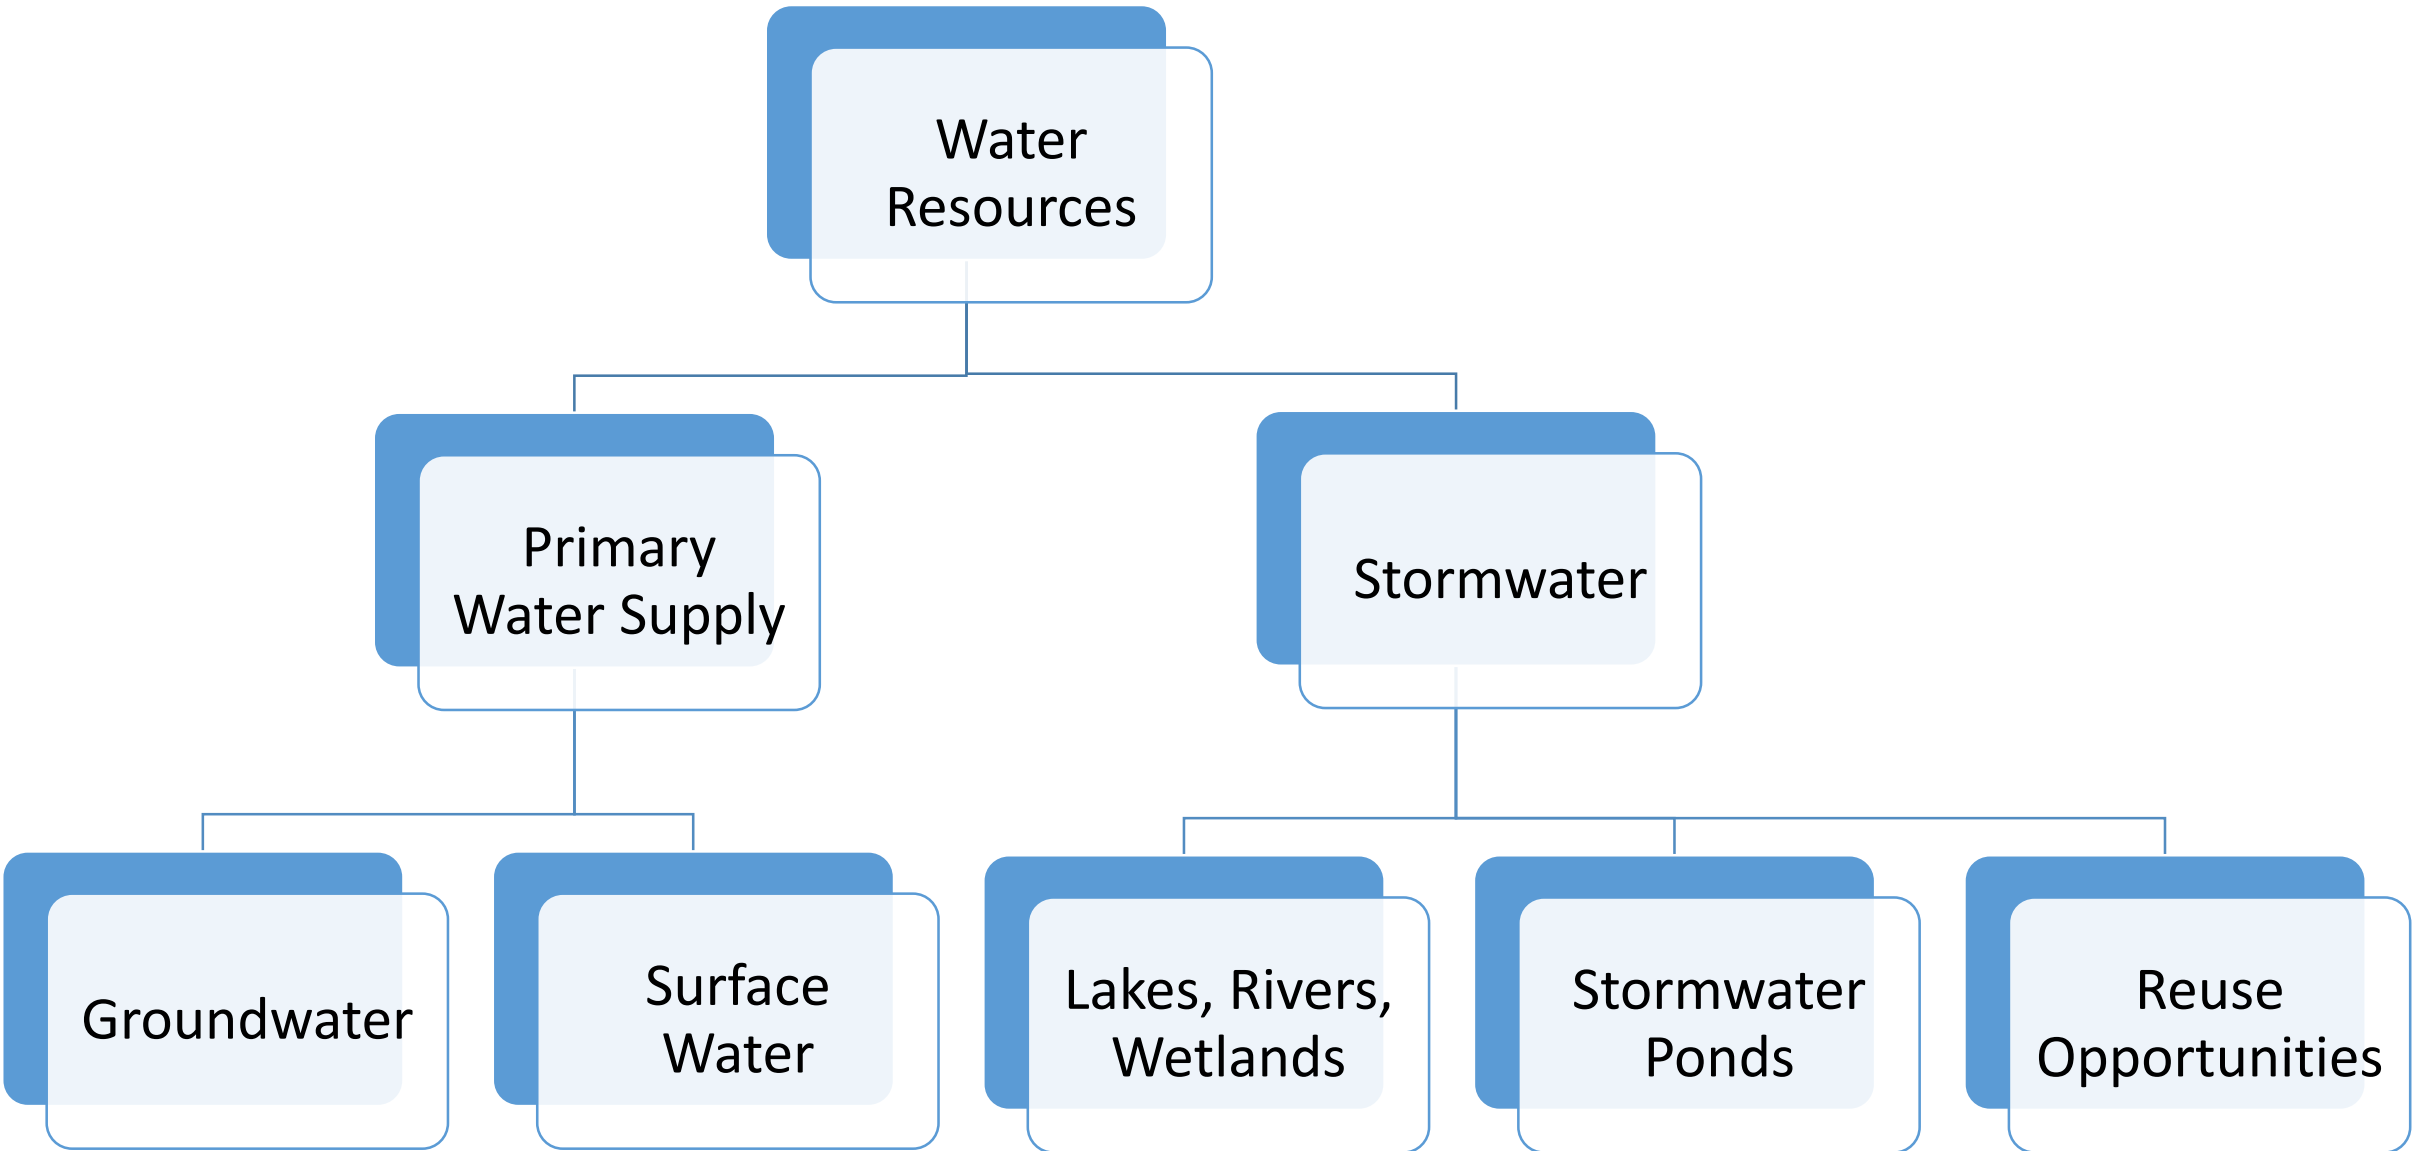 Water
Resources
Primary
Water Supply
Stormwater
Groundwater
Surface
Water
Lakes, Rivers,
Wetlands
Stormwater
Ponds
Reuse
Opportunities